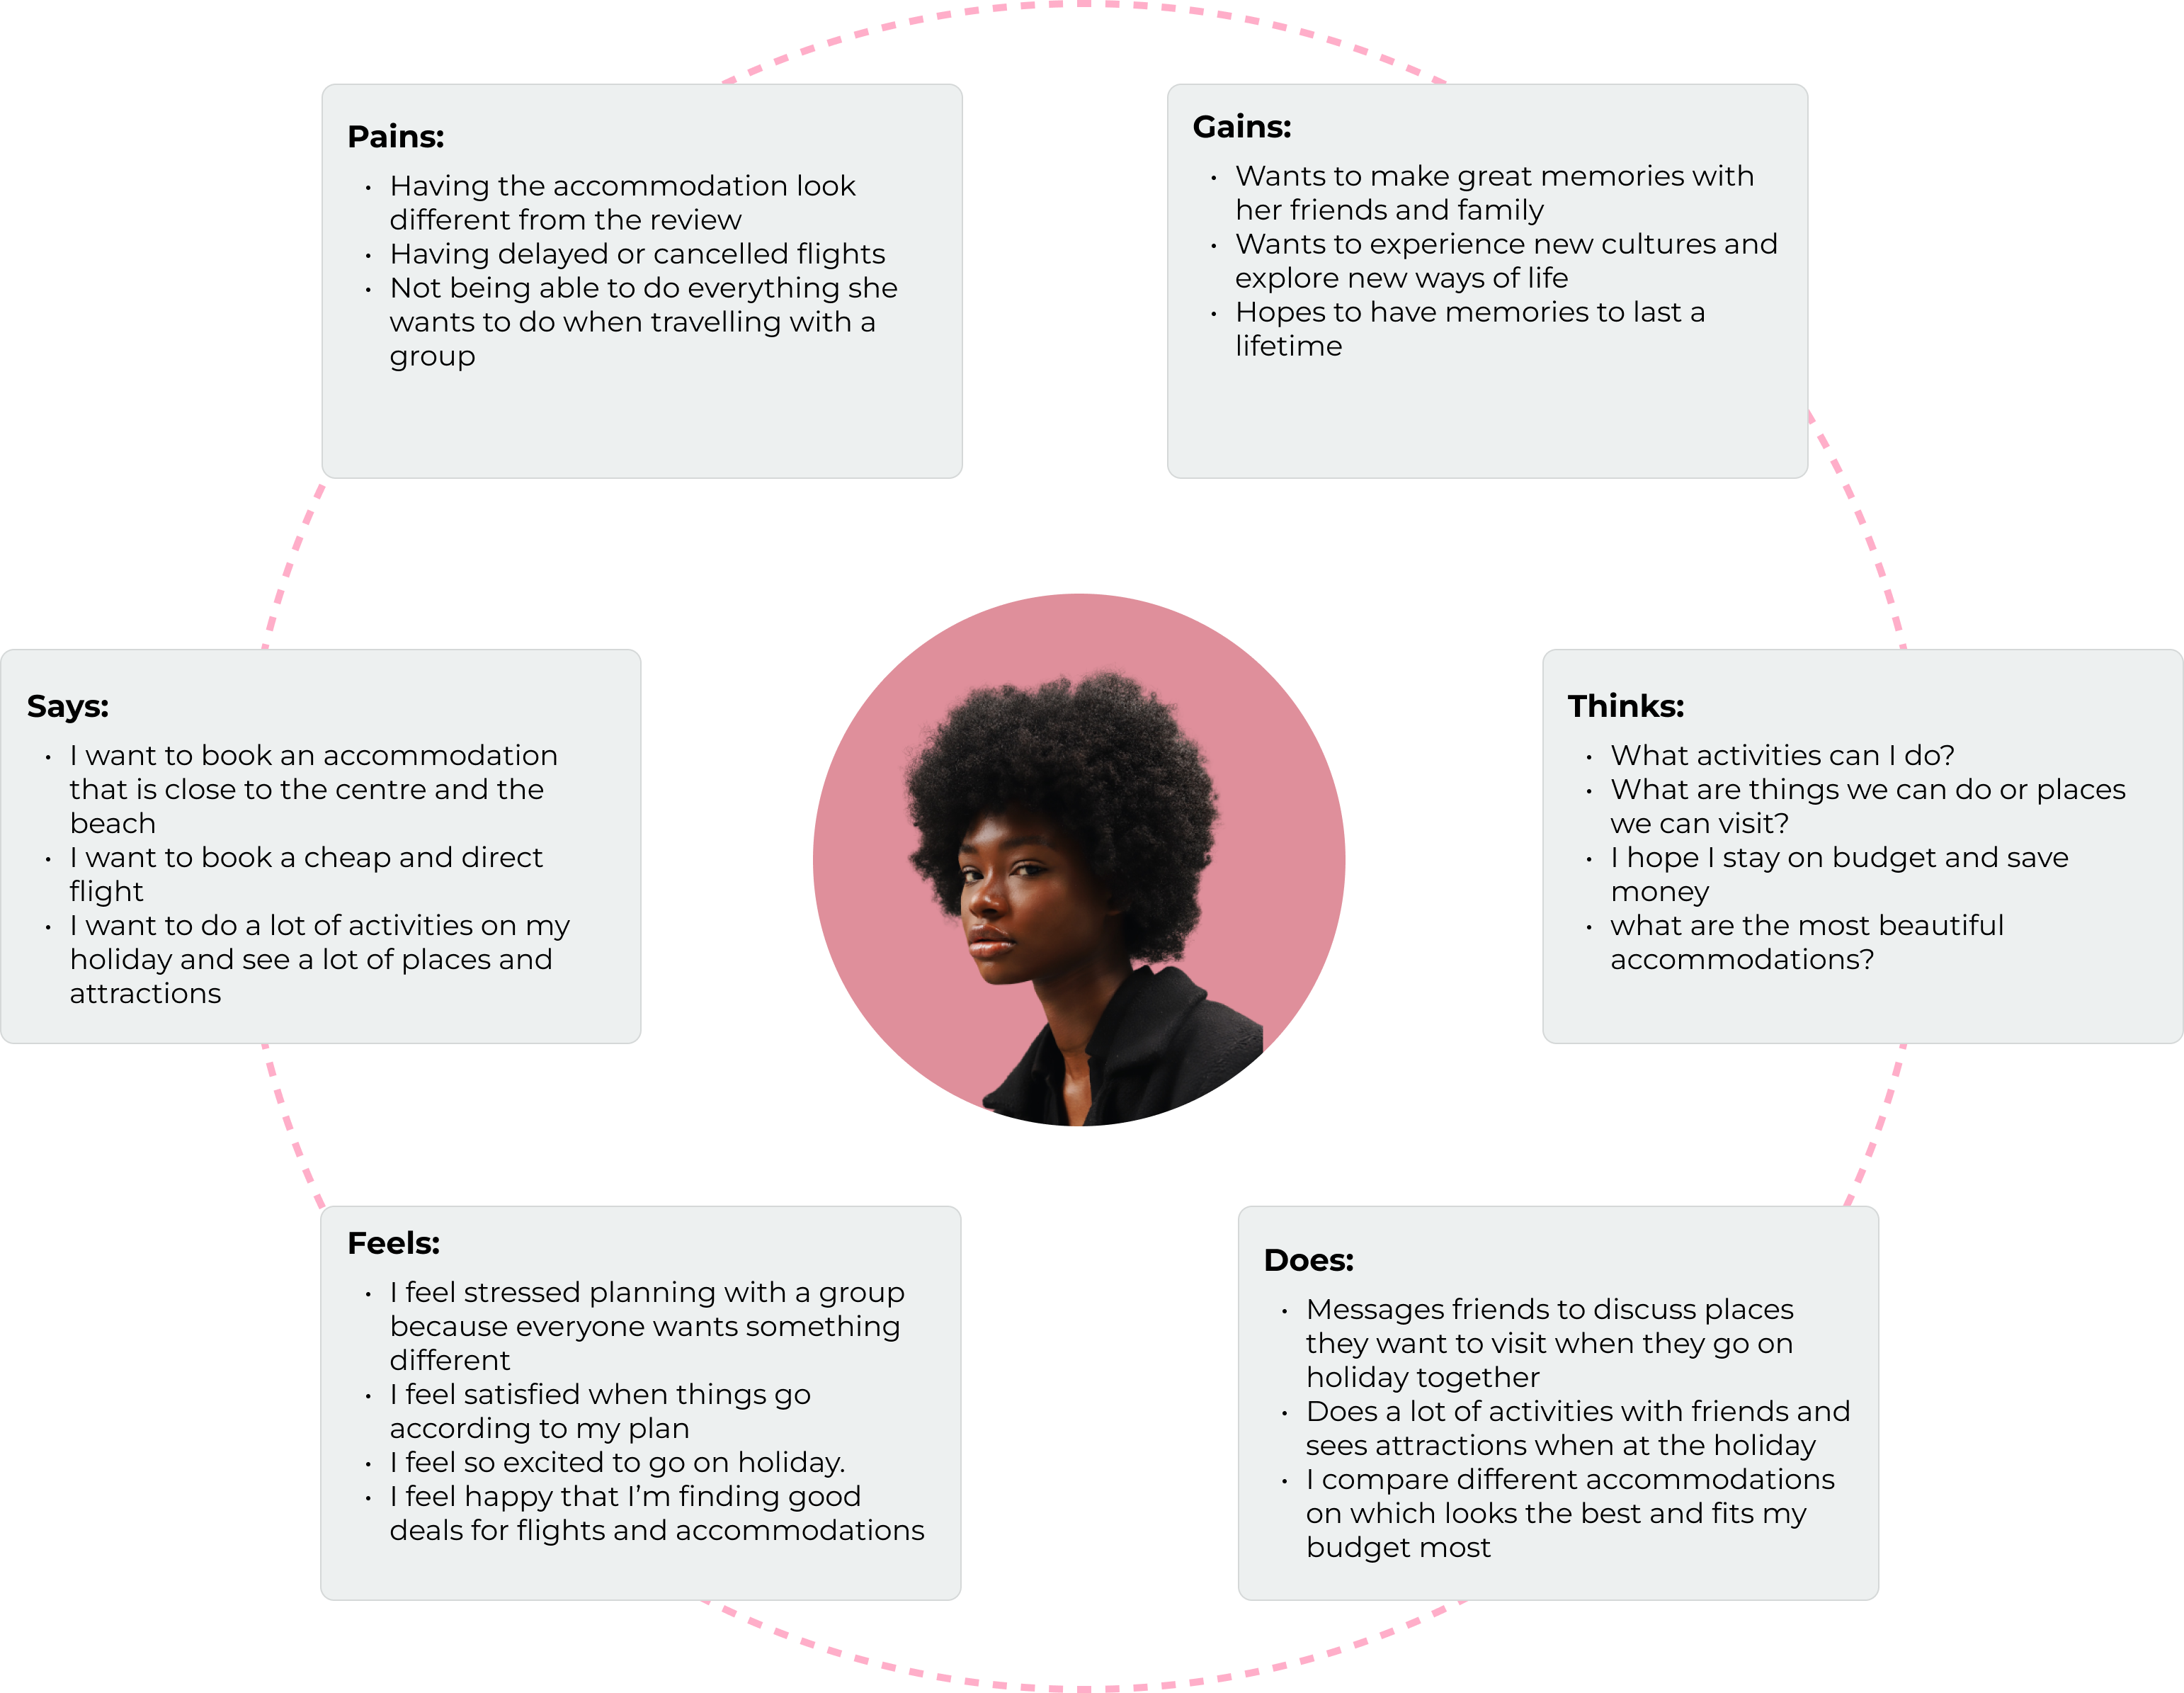 Pains:
• Having the accommodation look
different from the review
• Having delayed or cancelled flights
• Not being able to do everything she
wants to do when travelling with a
group
Gains:
• Wants to make great memories with
her friends and family
• Wants to experience new cultures and
explore new ways of life
• Hopes to have memories to last a
lifetime
Says:
• I want to book an accommodation
that is close to the centre and the
beach
• I want to book a cheap and direct
flight
• I want to do a lot of activities on my
holiday and see a lot of places and
attractions
Thinks:
• What activities can I do?
• What are things we can do or places
we can visit?
• I hope I stay on budget and save
money
• what are the most beautiful
accommodations?
Feels:
• I feel stressed planning with a group
because everyone wants something
different
• I feel satisfied when things go
according to my plan
• I feel so excited to go on holiday.
• I feel happy that I’m finding good
deals for flights and accommodations
Does:
• Messages friends to discuss places
they want to visit when they go on
holiday together
• Does a lot of activities with friends and
sees attractions when at the holiday
• I compare different accommodations
on which looks the best and fits my
budget most